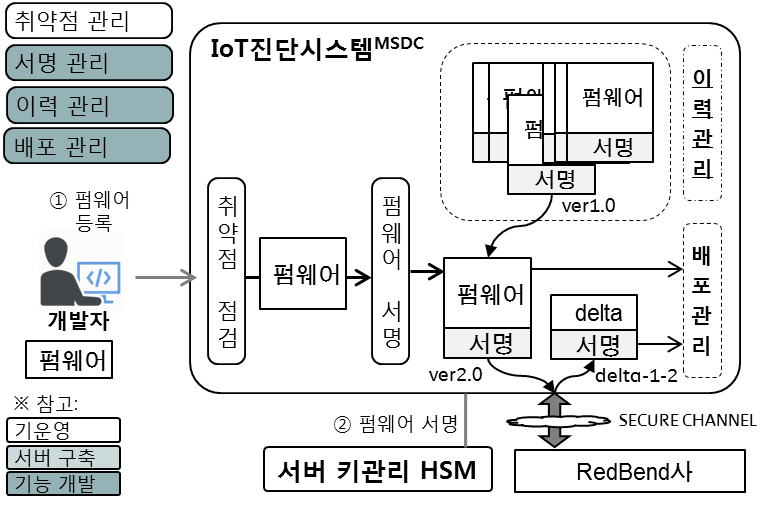 취약점 관리
서명 관리
이력 관리
배포 관리
① 펌웨어
등록
개발자
펌웨어
※ 참고:
기운영
서버 구축
기능 개발
IoT진단시스템MSDC
취약점 점검
펌웨어
펌웨어 서명
펌웨어
서명
ver2.0
펌웨어
서명
펌
서명
ver1.0
이력관리
배포관리
delta
서명
delta-1-2
② 펌웨어 서명
서버 키관리 HSM
SECURE CHANNEL
RedBend사